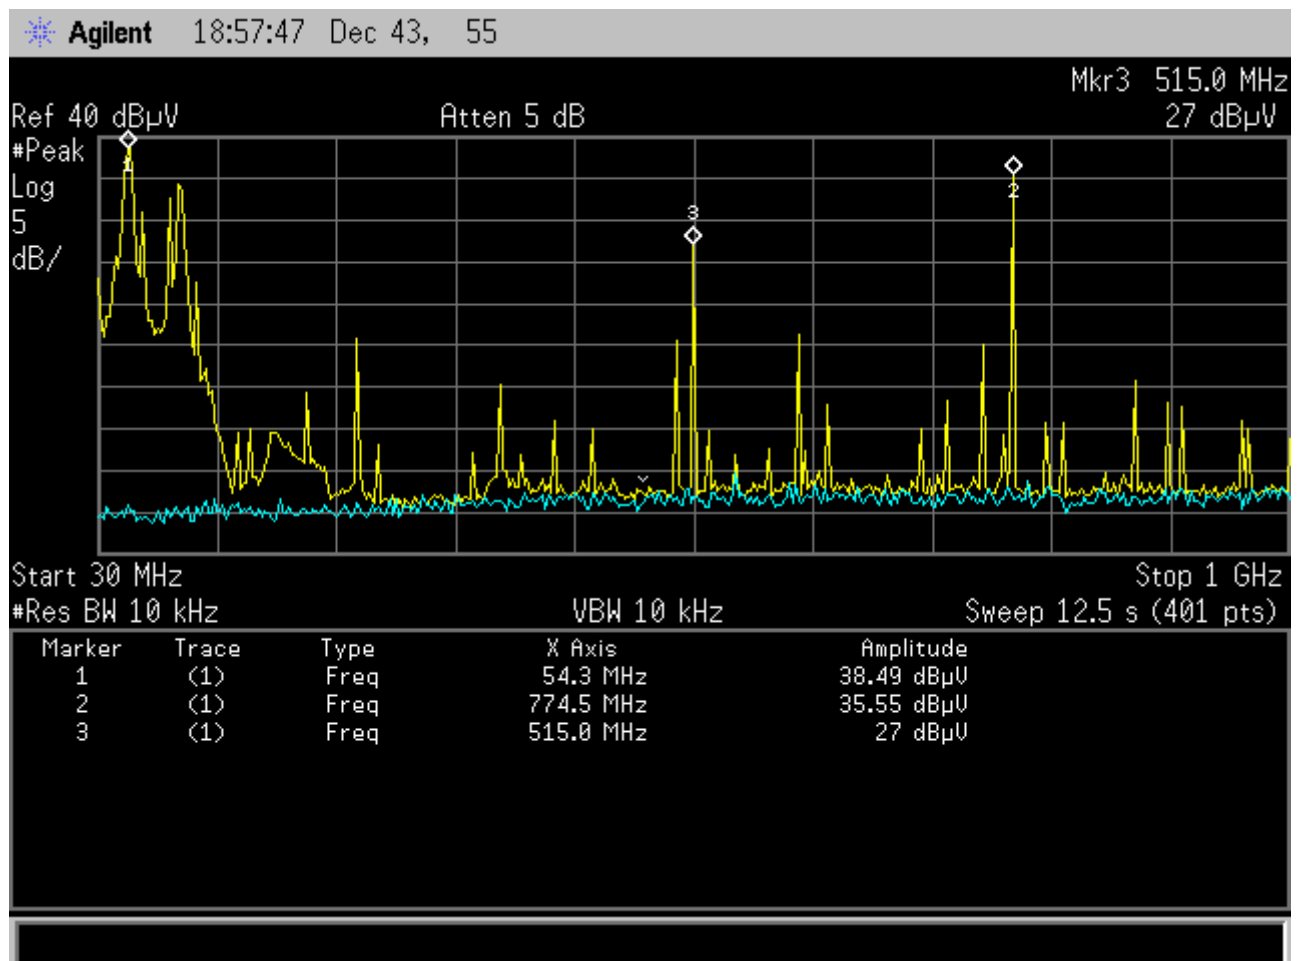 Agilent 18:57:47 Dec 43, 55
Mkr3 515.0 MHz
Ref 40 dBµV Atten 5 dB 27 dBµV
#Peak
Log
5
dB/
1
2
3
Start 30 MHz Stop 1 GHz
#Res BW 10 kHz VBW 10 kHz Sweep 12.5 s (401 pts)
Marker Trace Type X Axis Amplitude
1 (1) Freq 54.3 MHz 38.49 dBµV
2 (1) Freq 774.5 MHz 35.55 dBµV
3 (1) Freq 515.0 MHz 27 dBµV